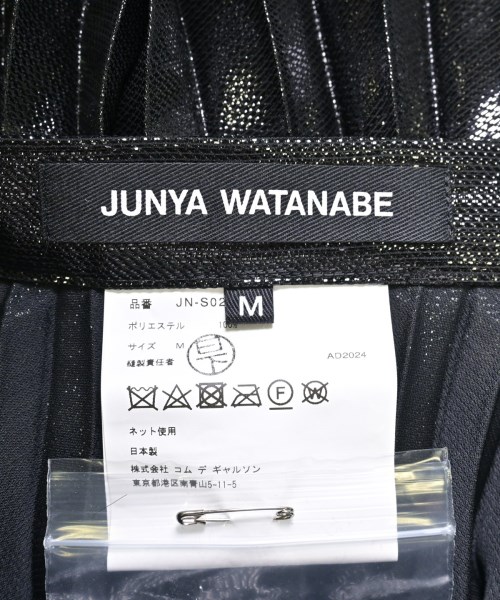 JUNYA WATANABE
M
品番 JN-S02
ポリエステル 100%
サイズ M
縫製責任者
AD2024
F
W
ネット使用
日本製
株式会社 コム デ ギャルソン
東京都港区南青山5-11-5